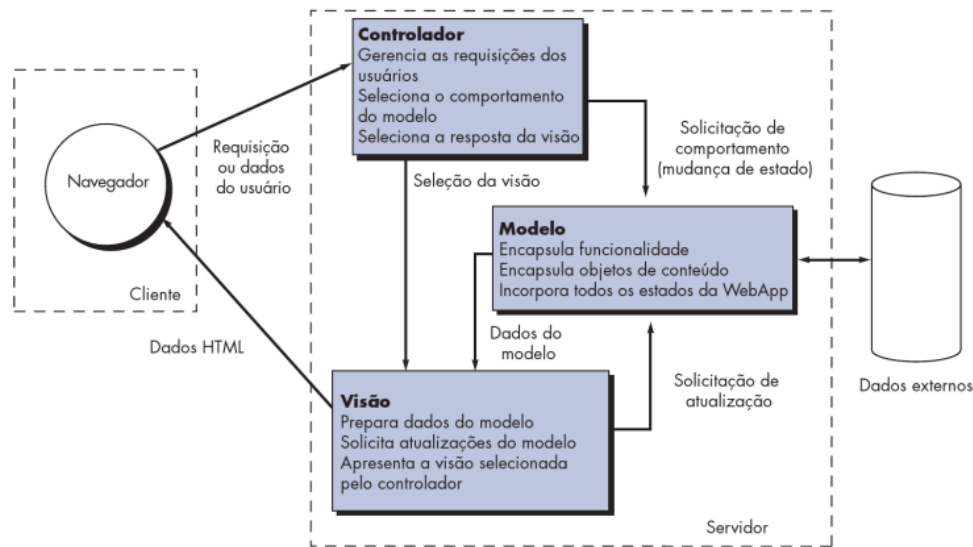 Controlador
Gerencia as requisições dos
usuários
Seleciona o comportamento
do modelo
Seleciona a resposta da visão
Navegador
Requisição
ou dados
do usuário
Cliente
Seleção da visão
Solicitação de
comportamento
(mudança de estado)
Modelo
Encapsula funcionalidade
Encapsula objetos de conteúdo
Incorpora todos os estados da WebApp
Dados HTML
Dados do
modelo
Solicitação de
atualização
Dados externos
Visão
Prepara dados do modelo
Solicita atualizações do modelo
Apresenta a visão selecionada
pelo controlador
Servidor